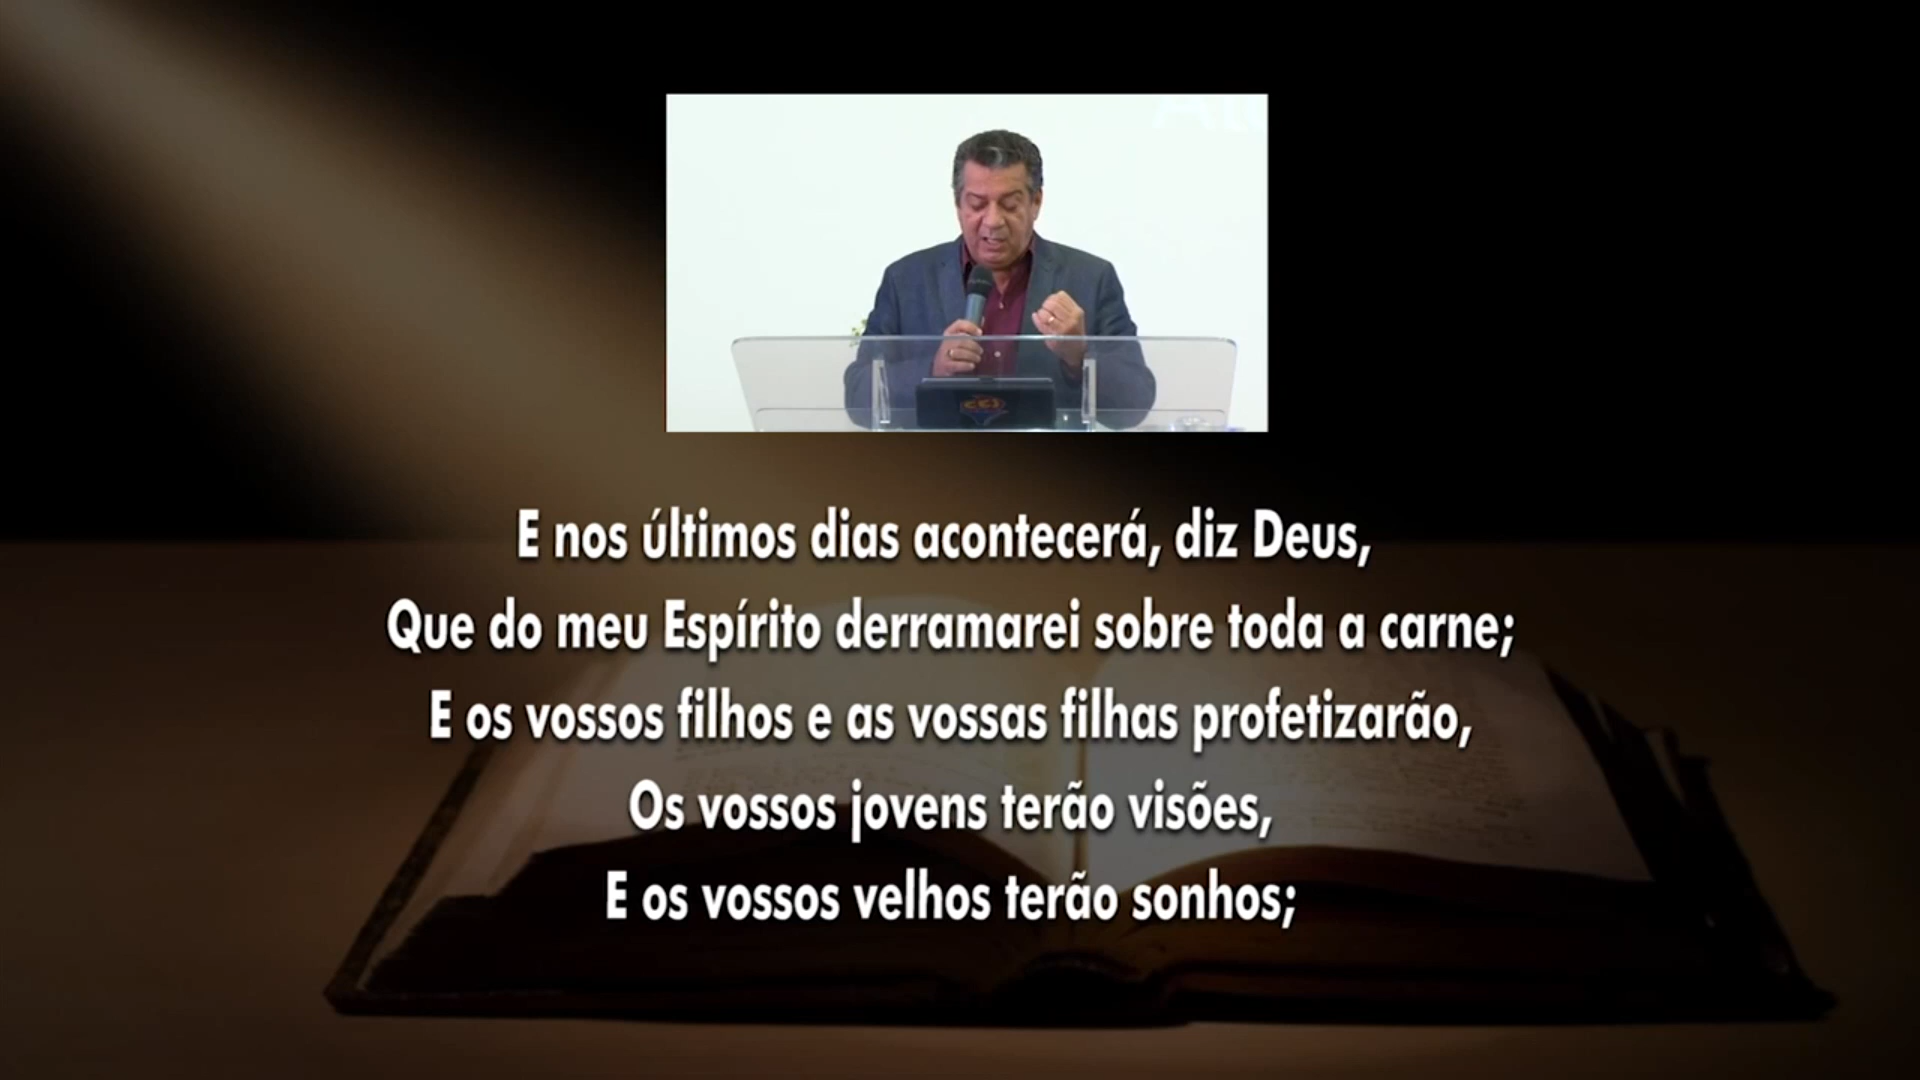 E nos últimos dias acontecerá, diz Deus,
Que do meu Espírito derramarei sobre toda a carne;
E os vossos filhos e as vossas filhas profetizarão,
Os vossos jovens terão visões,
E os vossos velhos terão sonhos;